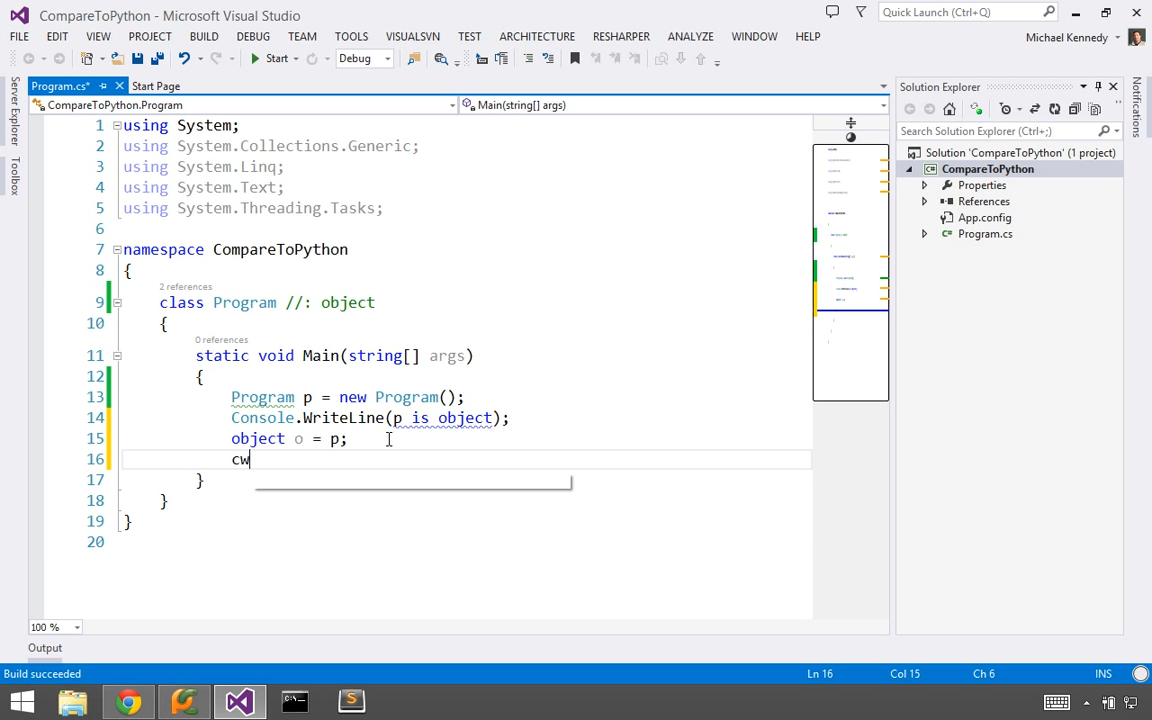 CompareToPython - Microsoft Visual Studio
Quick Launch (Ctrl+Q)
FILE EDIT VIEW PROJECT BUILD DEBUG TEAM TOOLS VISUALSVN TEST ARCHITECTURE RESHARPER ANALYZE WINDOW HELP
Michael Kennedy
Start Debug
Program.cs* Start Page
CompareToPython.Program Main(string[] args)
Server Explorer
Toolbox
1 using System;
2 using System.Collections.Generic;
3 using System.Linq;
4 using System.Text;
5 using System.Threading.Tasks;
6
7 namespace CompareToPython
8 {
2 references
9 class Program //: object
10 {
0 references
11 static void Main(string[] args)
12 {
13 Program p = new Program();
14 Console.WriteLine(p is object);
15 object o = p;
16 cw
17 }
18 }
19 }
20
100 %
Output
Solution Explorer
Search Solution Explorer (Ctrl+;)
Solution 'CompareToPython' (1 project)
C# CompareToPython
Properties
References
App.config
C# Program.cs
Notifications
Build succeeded Ln 16 Col 15 Ch 6 INS